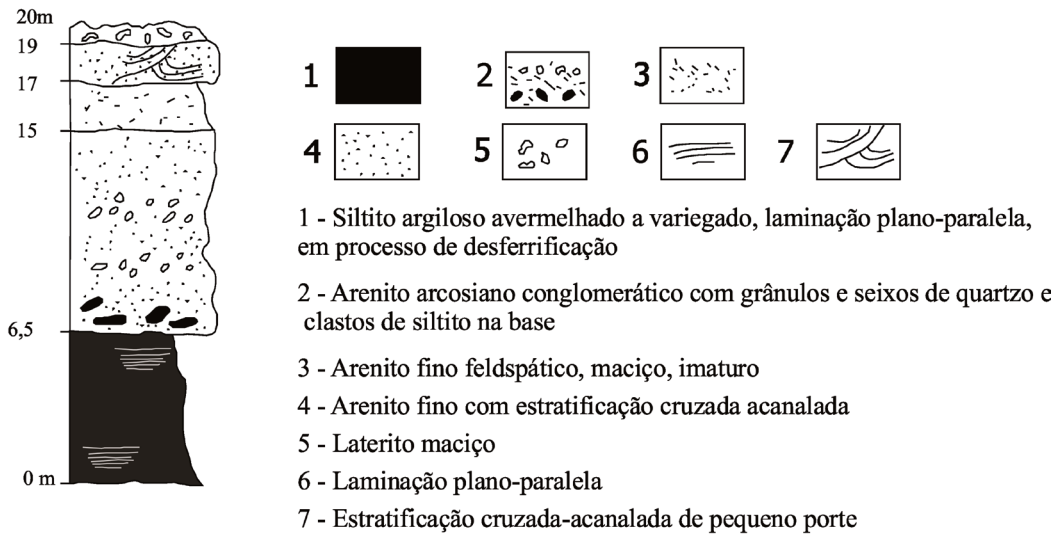 20m
19
17
15
6,5
0 m
1
2
3
4
5
6
7
1 - Siltito argiloso avermelhado a variegado, laminação plano-paralela,
em processo de desferrificação
2 - Arenito arcosiano conglomerático com grânulos e seixos de quartzo e
clastos de siltito na base
3 - Arenito fino feldspático, maciço, imaturo
4 - Arenito fino com estratificação cruzada acanalada
5 - Laterito maciço
6 - Laminação plano-paralela
7 - Estratificação cruzada-acanalada de pequeno porte